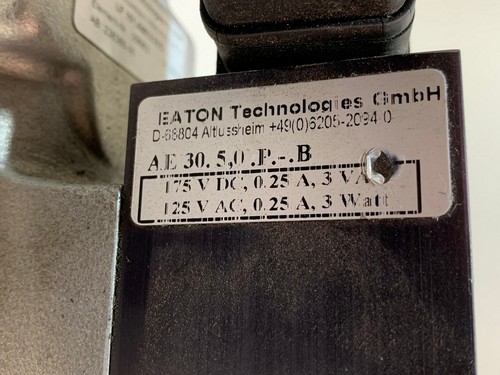 EATON Technologies GmbH
D-68804 Altlussheim +49(0)6205-2094-0
AE 30.5,0.P.-.B
175 V DC, 0.25 A, 3 VA
125 V AC, 0.25 A, 3 Watt